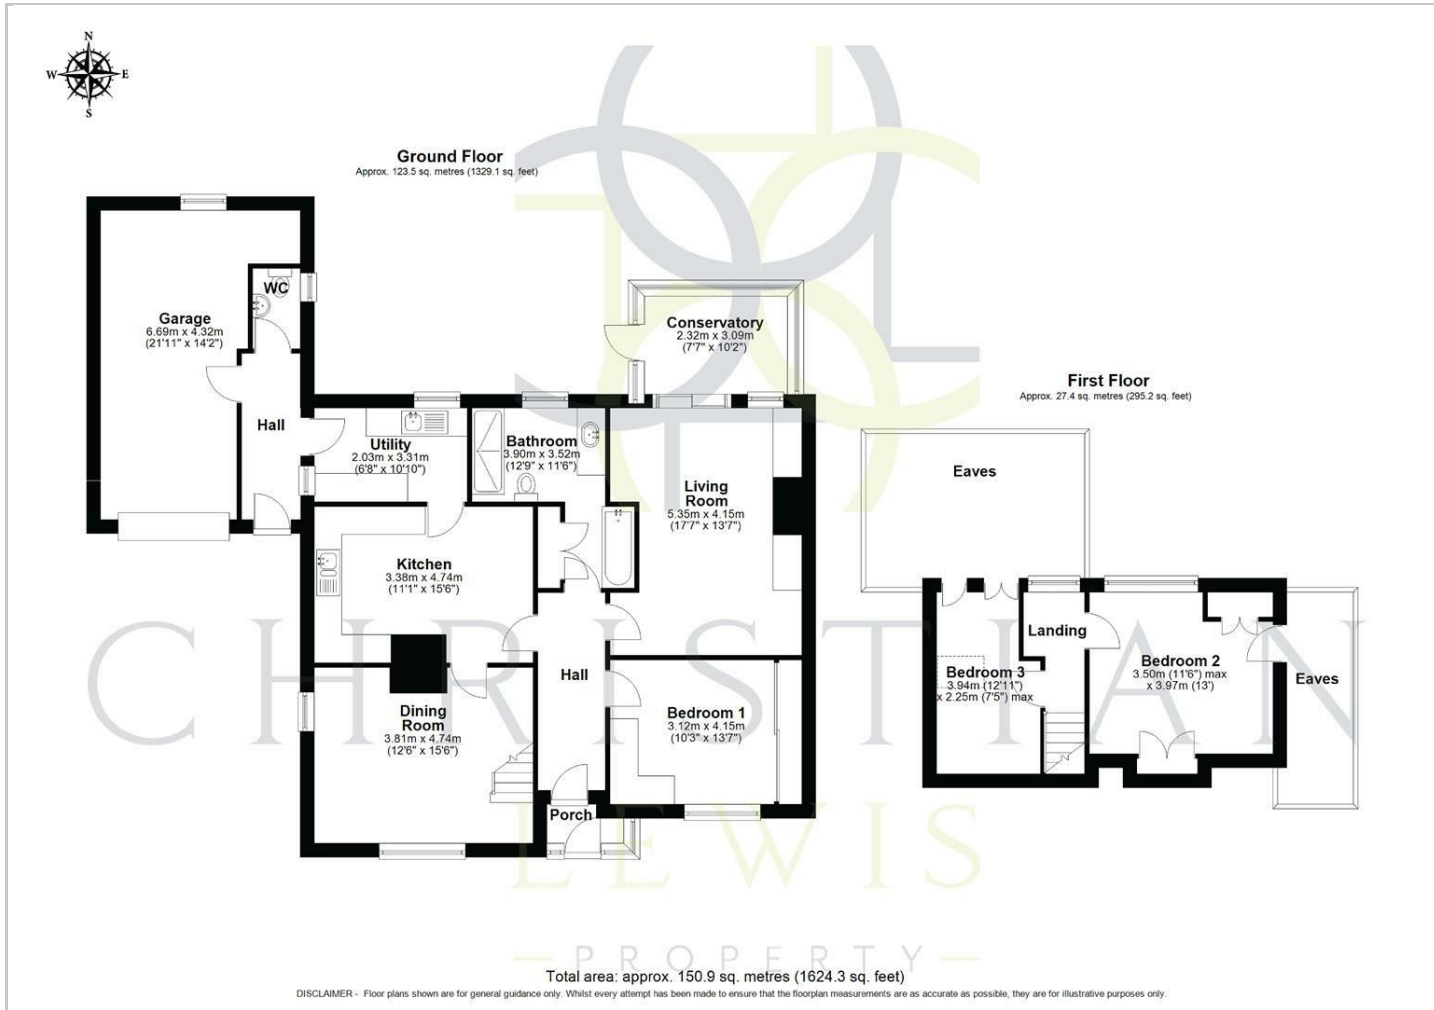 N
W E
S
Ground Floor
Approx. 123.5 sq. metres (1329.1 sq. feet)
WC
Garage
6.69m x 4.32m
(21'11" x 14'2")
Conservatory
2.32m x 3.09m
(7'7" x 10'2")
Hall
Utility
2.03m x 3.31m
(6'8" x 10'10")
Bathroom
3.90m x 3.52m
(12'9" x 11'6")
Living
Room
5.35m x 4.15m
(17'7" x 13'7")
Kitchen
3.38m x 4.74m
(11'1" x 15'6")
Hall
Dining
Room
3.81m x 4.74m
(12'6" x 15'6")
Bedroom 1
3.12m x 4.15m
(10'3" x 13'7")
Porch
First Floor
Approx. 27.4 sq. metres (295.2 sq. feet)
Eaves
Landing
Bedroom 3
3.94m (12'11")
x 2.25m (7'5") max
Bedroom 2
3.50m (11'6") max
x 3.97m (13')
Eaves
CHRISTIAN
LEWIS
PROPERTY
Total area: approx. 150.9 sq. metres (1624.3 sq. feet)
DISCLAIMER - Floor plans shown are for general guidance only. Whilst every attempt has been made to ensure that the floorplan measurements are as accurate as possible, they are for illustrative purposes only.